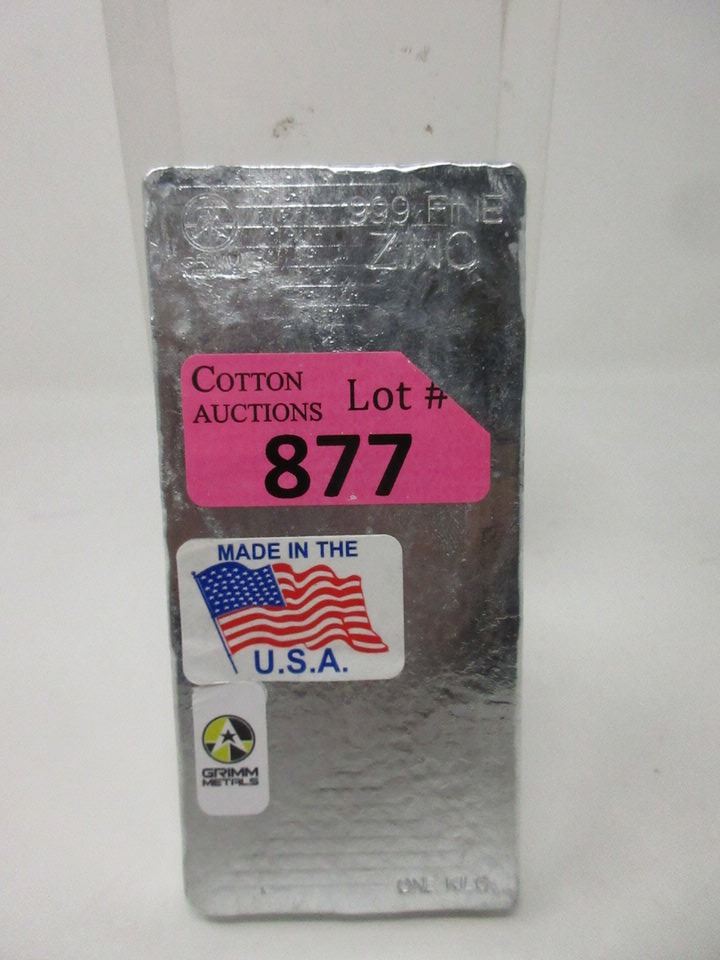 .999 FINE
ZINC
COTTON
AUCTIONS
Lot #
877
MADE IN THE
U.S.A.
GRIMM
METALS
ONE KILO